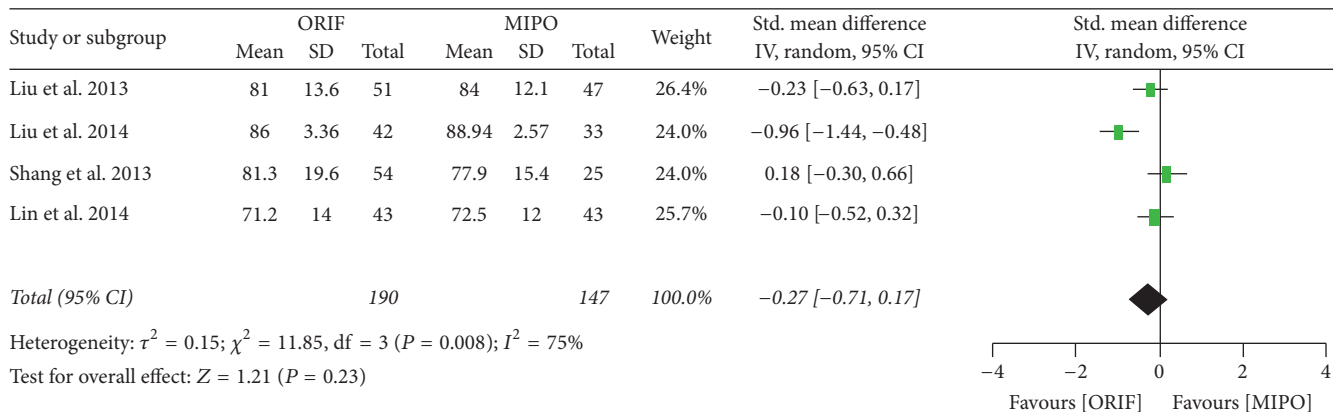 Study or subgroup ORIF MIPO Weight Std. mean difference Std. mean difference
Mean SD Total Mean SD Total IV, random, 95% CI IV, random, 95% CI
Liu et al. 2013 81 13.6 51 84 12.1 47 26.4% −0.23 [−0.63, 0.17]
Liu et al. 2014 86 3.36 42 88.94 2.57 33 24.0% −0.96 [−1.44, −0.48]
Shang et al. 2013 81.3 19.6 54 77.9 15.4 25 24.0% 0.18 [−0.30, 0.66]
Lin et al. 2014 71.2 14 43 72.5 12 43 25.7% −0.10 [−0.52, 0.32]
Total (95% CI) 190 147 100.0% −0.27 [−0.71, 0.17]
Heterogeneity: τ² = 0.15; χ² = 11.85, df = 3 (P = 0.008); I² = 75%
Test for overall effect: Z = 1.21 (P = 0.23)
−4 −2 0 2 4
Favours [ORIF] Favours [MIPO]